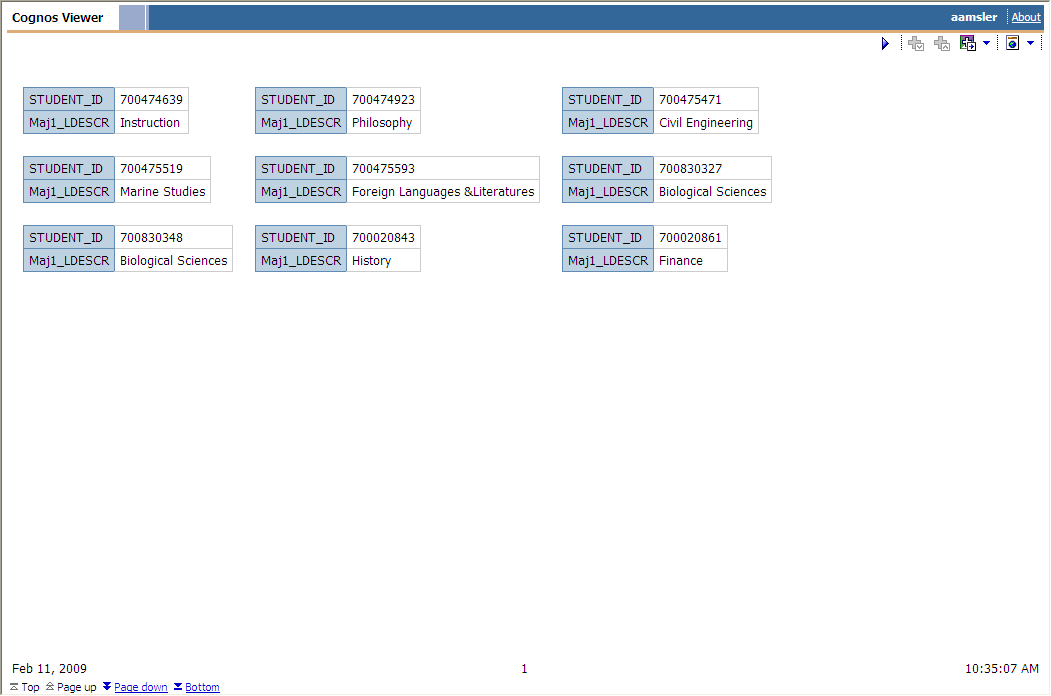 Cognos Viewer aamsler About
STUDENT_ID 700474639 STUDENT_ID 700474923 STUDENT_ID 700475471
Maj1_LDESCR Instruction Maj1_LDESCR Philosophy Maj1_LDESCR Civil Engineering
STUDENT_ID 700475519 STUDENT_ID 700475593 STUDENT_ID 700830327
Maj1_LDESCR Marine Studies Maj1_LDESCR Foreign Languages &Literatures Maj1_LDESCR Biological Sciences
STUDENT_ID 700830348 STUDENT_ID 700020843 STUDENT_ID 700020861
Maj1_LDESCR Biological Sciences Maj1_LDESCR History Maj1_LDESCR Finance
Feb 11, 2009 1 10:35:07 AM
Top Page up Page down Bottom